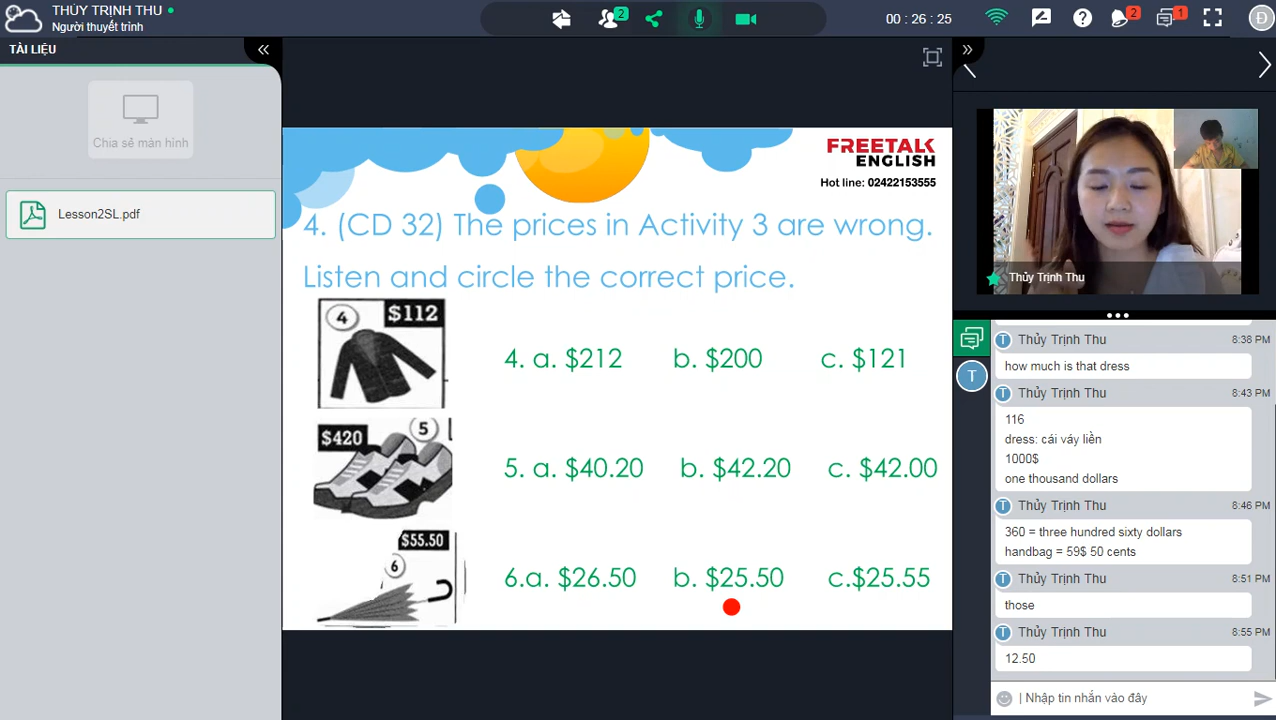 THỦY TRỊNH THU
Người thuyết trình
2
00 : 26 : 25
2
1
Đ
TÀI LIỆU
Chia sẻ màn hình
Lesson2SL.pdf
FREETALK
ENGLISH
Hot line: 02422153555
4. (CD 32) The prices in Activity 3 are wrong.
Listen and circle the correct price.
4 $112
4. a. $212 b. $200 c. $121
$420 5
5. a. $40.20 b. $42.20 c. $42.00
$55.50
6
6.a. $26.50 b. $25.50 c.$25.55
Thủy Trịnh Thu
T Thủy Trịnh Thu 8:38 PM
T
how much is that dress
T Thủy Trịnh Thu 8:43 PM
116
dress: cái váy liền
1000$
one thousand dollars
T Thủy Trịnh Thu 8:46 PM
360 = three hundred sixty dollars
handbag = 59$ 50 cents
T Thủy Trịnh Thu 8:51 PM
those
T Thủy Trịnh Thu 8:55 PM
12.50
Nhập tin nhắn vào đây